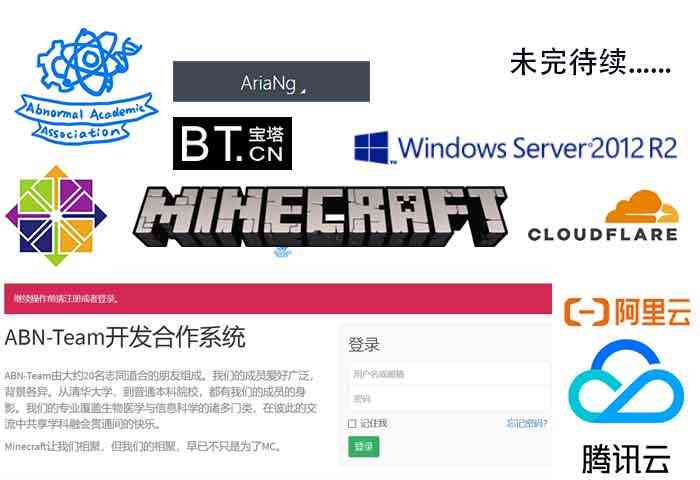 Abnormal Academic
Association
AriaNg
未完待续......
BT.宝塔
.CN
Windows Server 2012 R2
MINECRAFT
CLOUDFLARE
继续操作前请注册或者登录。
ABN-Team开发合作系统
ABN-Team由大约20名志同道合的朋友组成。我们的成员爱好广泛，
背景各异。从清华大学，到普通本科院校，都有我们的成员的身
影。我们的专业覆盖生物医学与信息科学的诸多门类，在彼此的交
流中共享学科融会贯通间的快乐。
Minecraft让我们相聚，但我们的相聚，早已不只是为了MC。
登录
用户名或邮箱
密码
记住我
忘记密码?
登录
阿里云
腾讯云